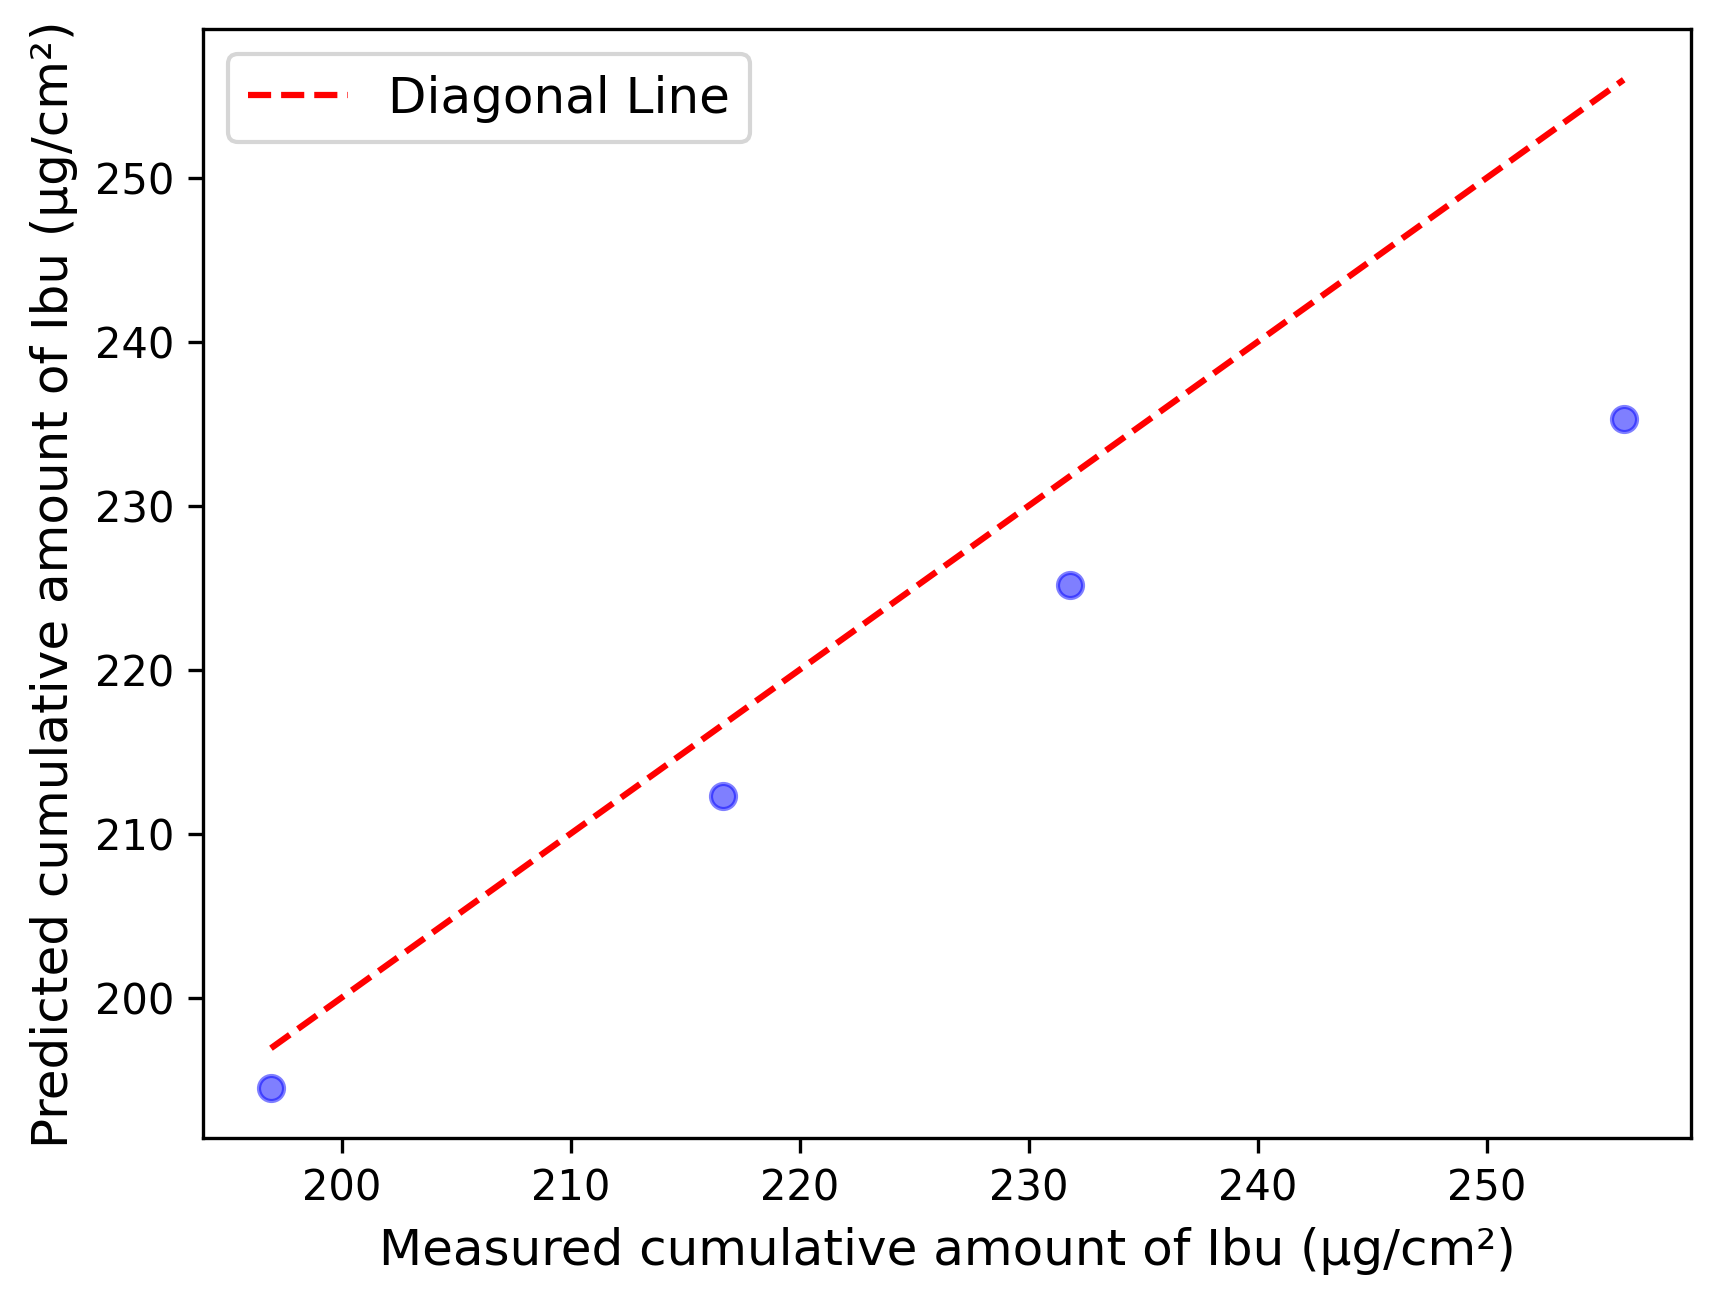 Diagonal Line
Predicted cumulative amount of Ibu (µg/cm²)
250
240
230
220
210
200
200 210 220 230 240 250
Measured cumulative amount of Ibu (µg/cm²)